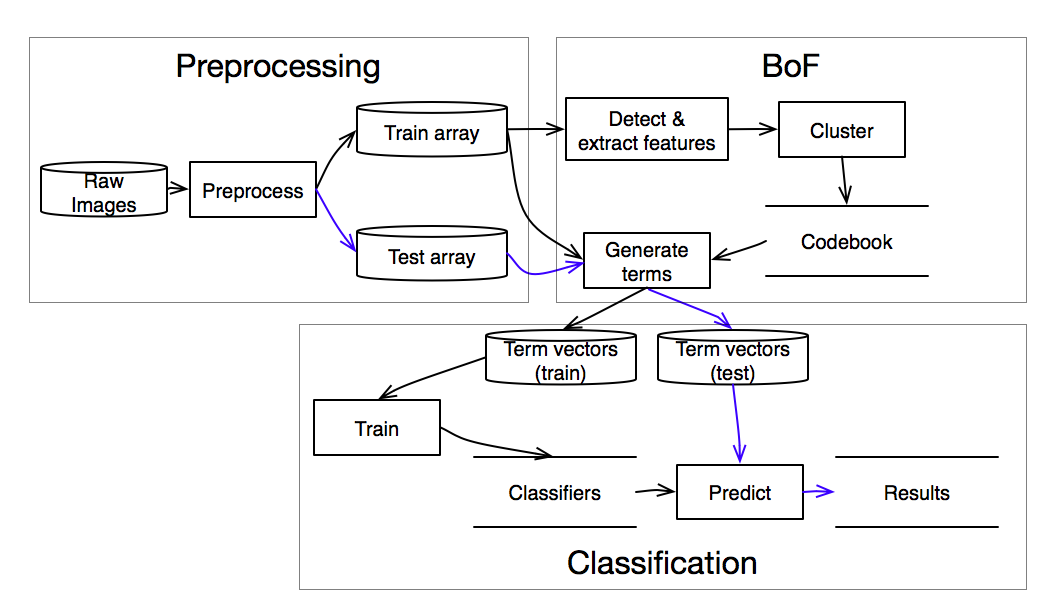 Preprocessing
BoF
Train array
Detect &
extract features
Cluster
Raw
Images
Preprocess
Test array
Generate
terms
Codebook
Term vectors
(train)
Term vectors
(test)
Train
Classifiers
Predict
Results
Classification